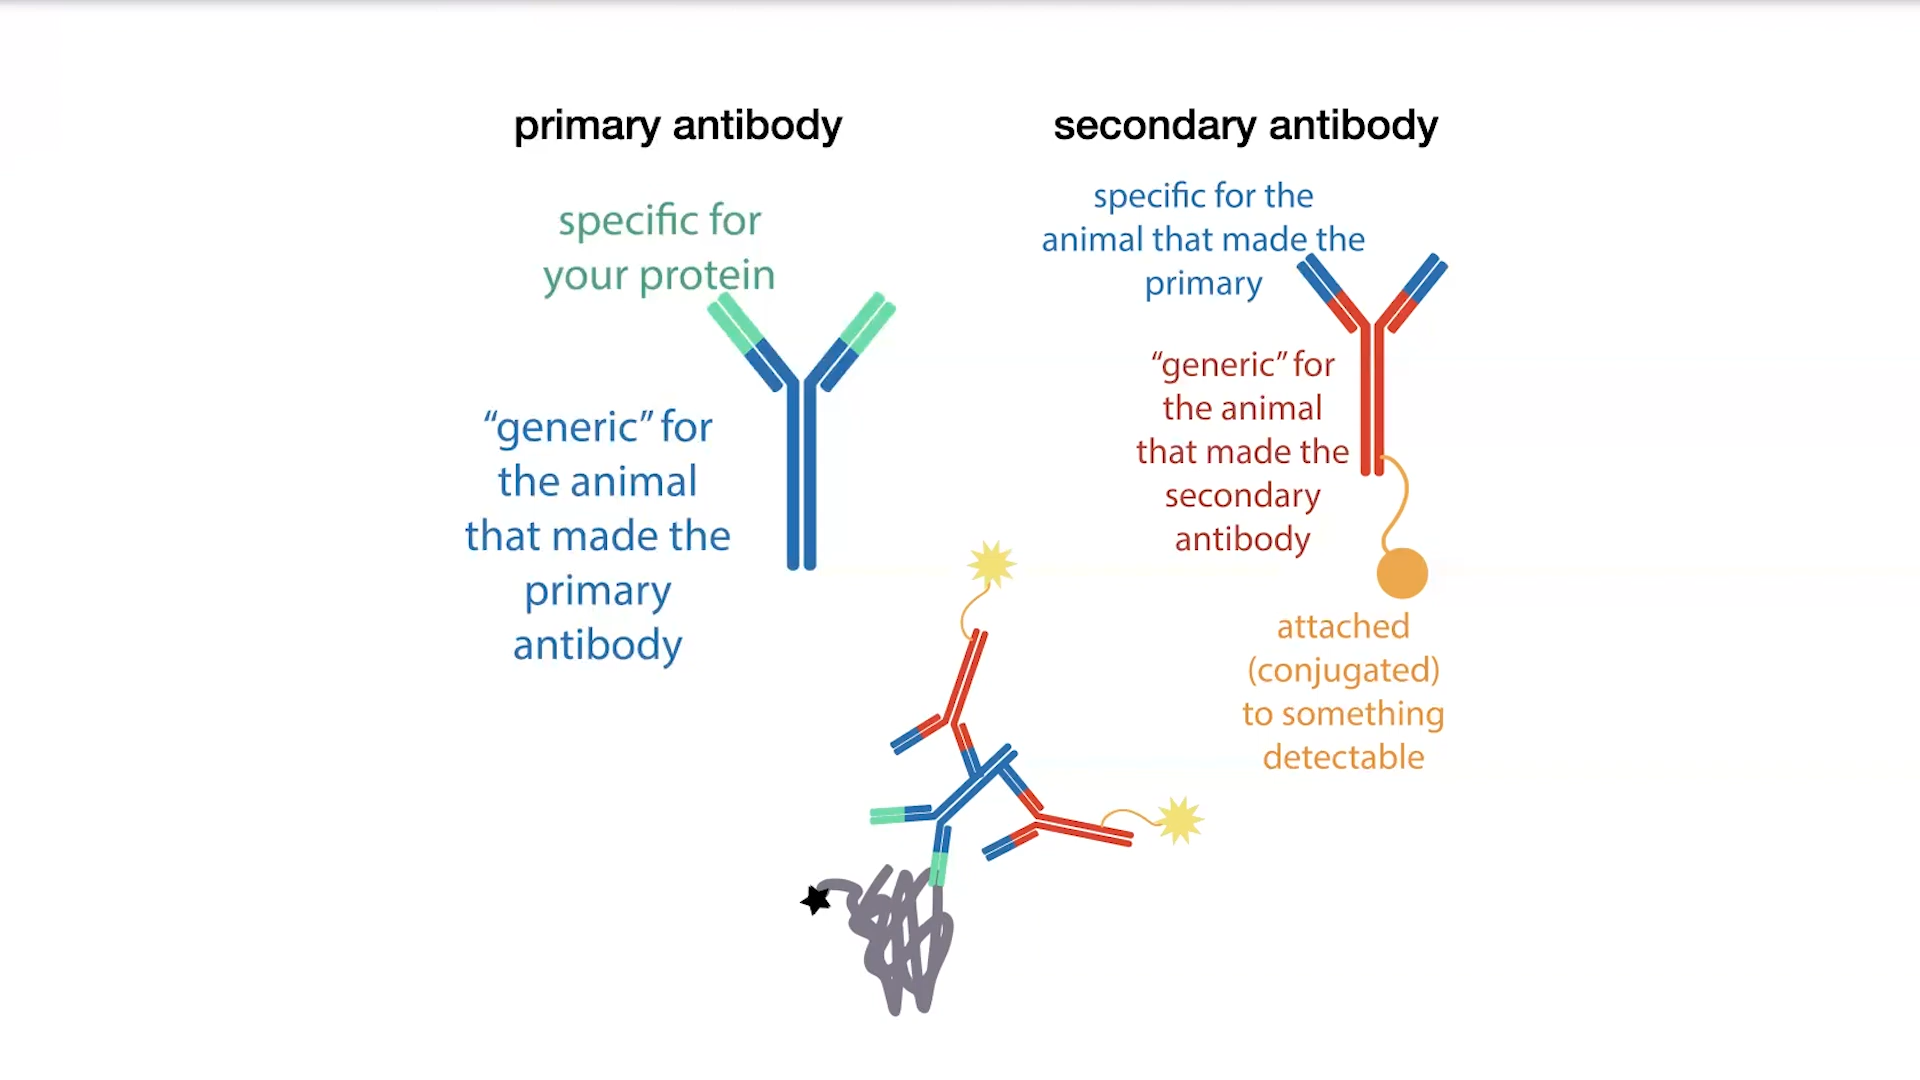 primary antibody
specific for
your protein
“generic” for
the animal
that made the
primary
antibody
secondary antibody
specific for the
animal that made the
primary
“generic” for
the animal
that made the
secondary
antibody
attached
(conjugated)
to something
detectable